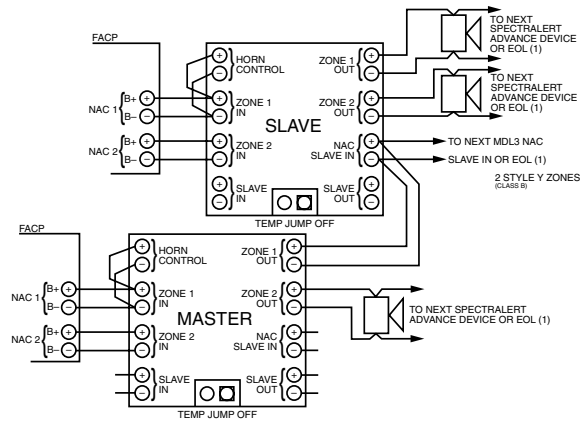 FACP
NAC 1
B+
B–
NAC 2
B+
B–
HORN
CONTROL
ZONE 1
IN
ZONE 2
IN
SLAVE
IN
SLAVE
ZONE 1
OUT
ZONE 2
OUT
NAC
SLAVE IN
SLAVE
OUT
TEMP JUMP OFF
TO NEXT
SPECTRALERT
ADVANCE DEVICE
OR EOL (1)
TO NEXT
SPECTRALERT
ADVANCE DEVICE
OR EOL (1)
TO NEXT MDL3 NAC
SLAVE IN OR EOL (1)
2 STYLE Y ZONES
(CLASS B)
FACP
NAC 1
B+
B–
NAC 2
B+
B–
HORN
CONTROL
ZONE 1
IN
ZONE 2
IN
SLAVE
IN
MASTER
ZONE 1
OUT
ZONE 2
OUT
NAC
SLAVE IN
SLAVE
OUT
TEMP JUMP OFF
TO NEXT SPECTRALERT
ADVANCE DEVICE OR EOL (1)